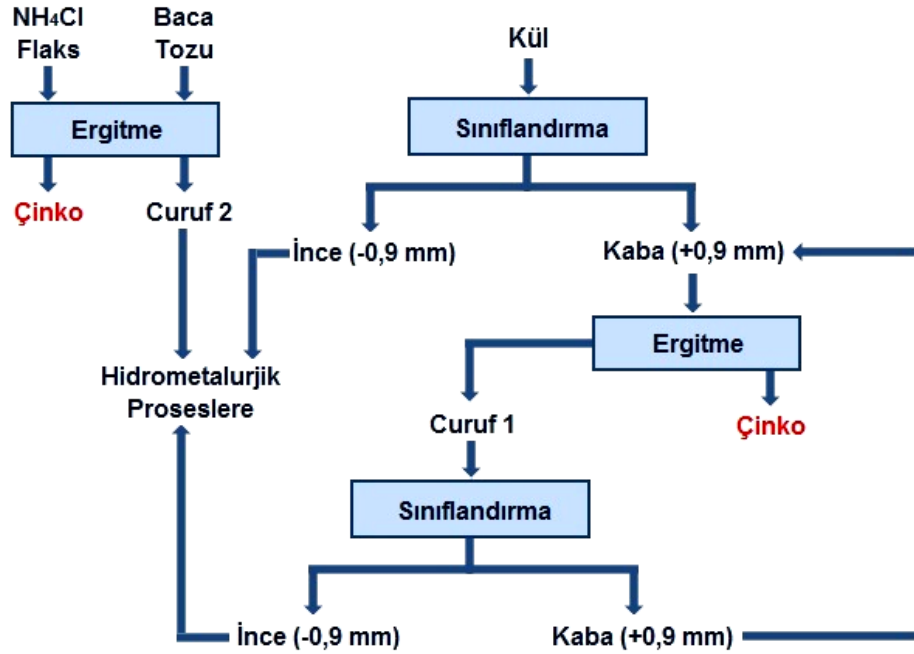 NH₄Cl
Flaks
Baca
Tozu
Kül
Ergitme
Sınıflandırma
Çinko
Curuf 2
İnce (-0,9 mm)
Kaba (+0,9 mm)
Ergitme
Hidrometalurjik
Proseslere
Curuf 1
Çinko
Sınıflandırma
İnce (-0,9 mm)
Kaba (+0,9 mm)